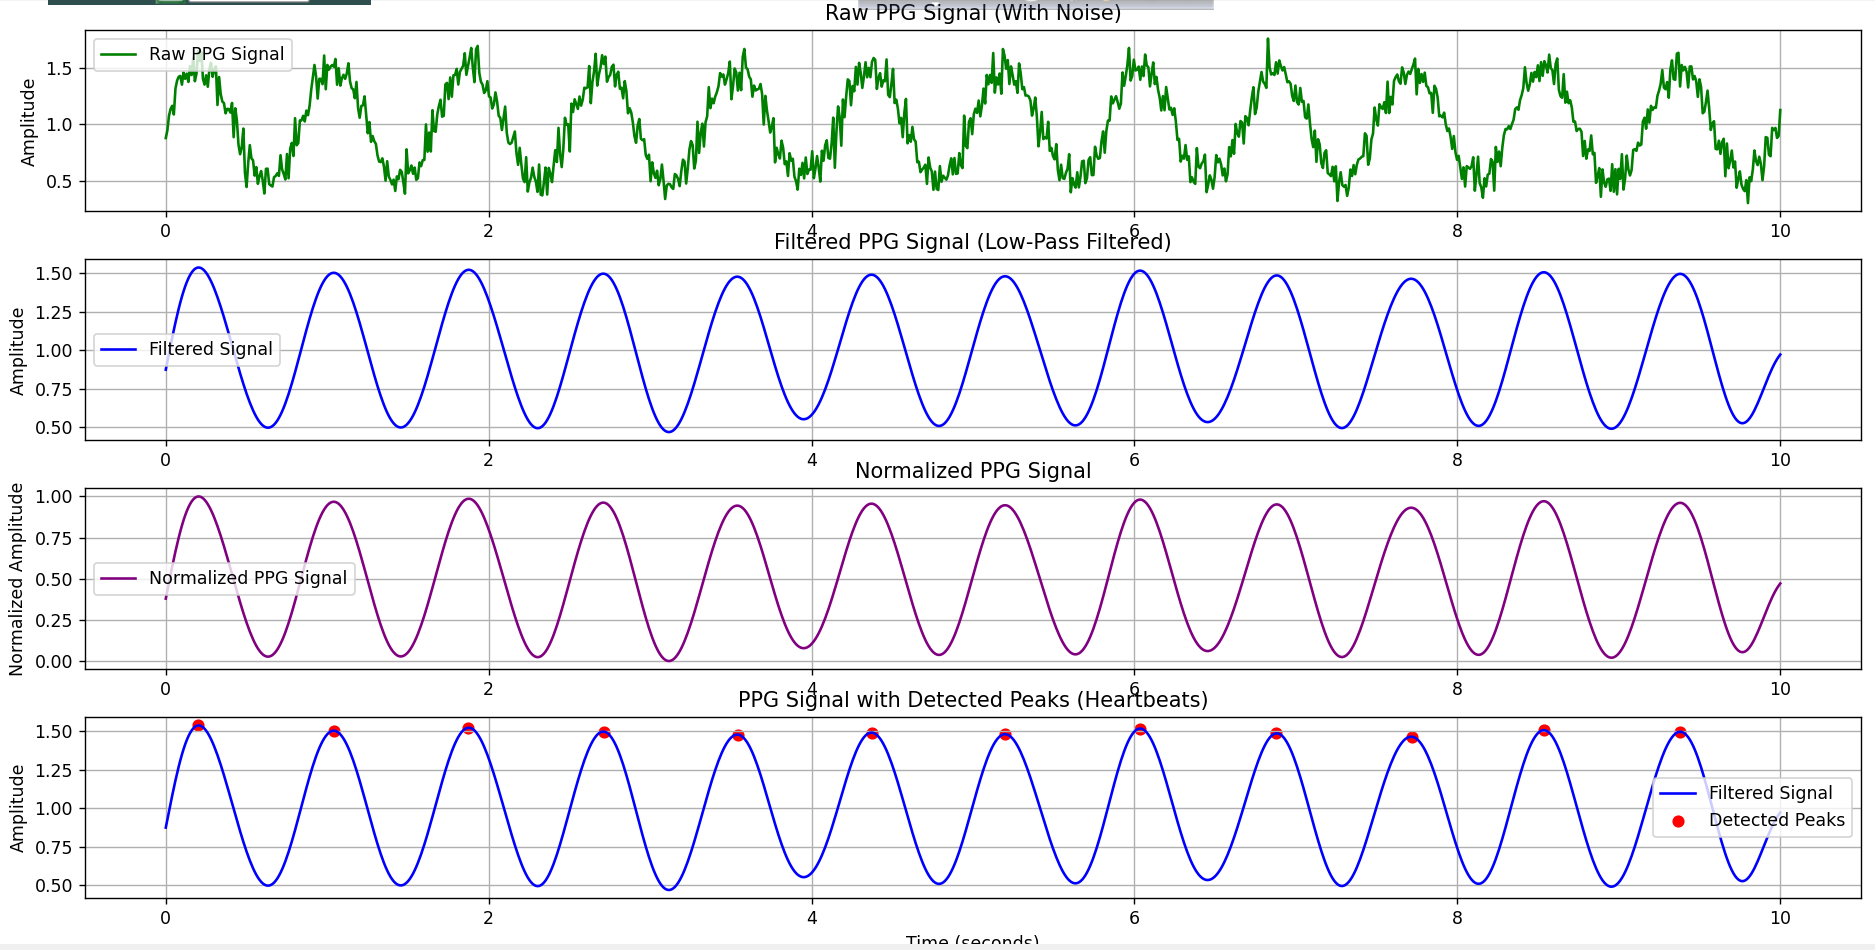 Raw PPG Signal (With Noise)
Raw PPG Signal
Amplitude
1.5
1.0
0.5
0 2 4 6 8 10
Filtered PPG Signal (Low-Pass Filtered)
Filtered Signal
Amplitude
1.50
1.25
1.00
0.75
0.50
0 2 4 6 8 10
Normalized PPG Signal
Normalized PPG Signal
Normalized Amplitude
1.00
0.75
0.50
0.25
0.00
0 2 4 6 8 10
PPG Signal with Detected Peaks (Heartbeats)
Filtered Signal
Detected Peaks
Amplitude
1.50
1.25
1.00
0.75
0.50
0 2 4 6 8 10
Time (seconds)